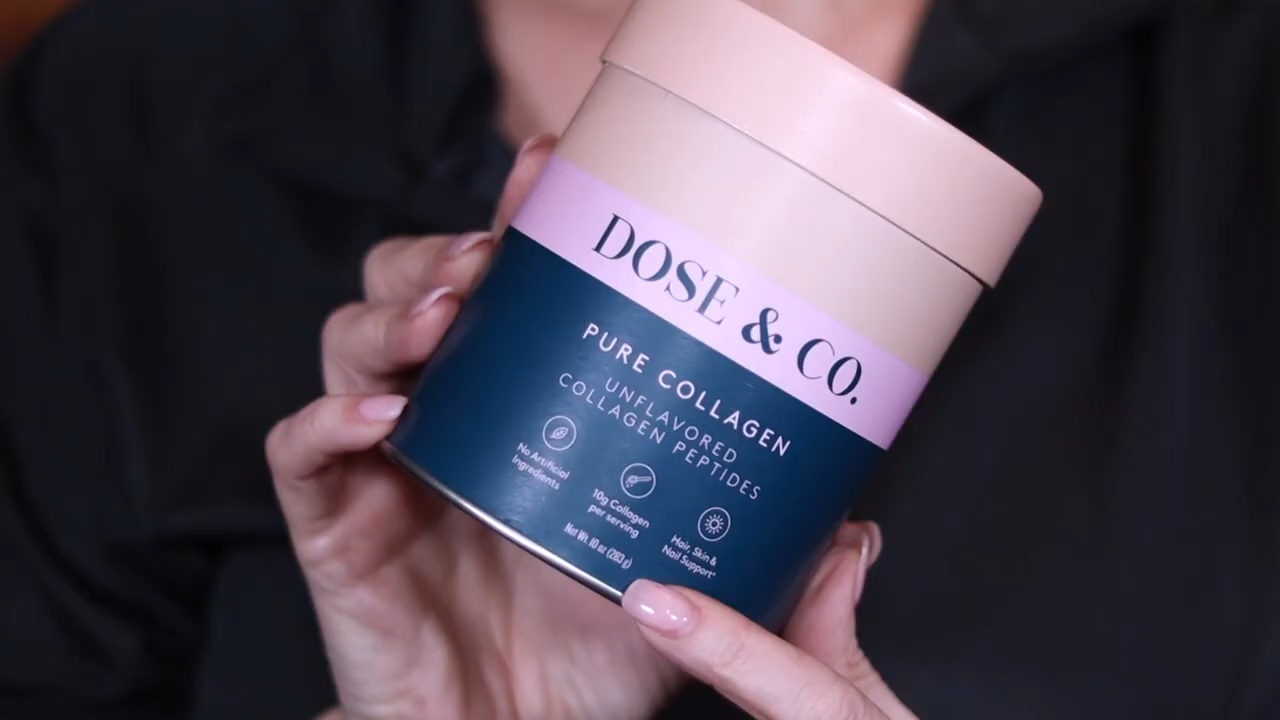 DOSE & CO.
PURE COLLAGEN
UNFLAVORED
COLLAGEN PEPTIDES
No Artificial
Ingredients
10g Collagen
per serving
Hair, Skin &
Nail Support*
Net Wt. 10 oz (283 g)